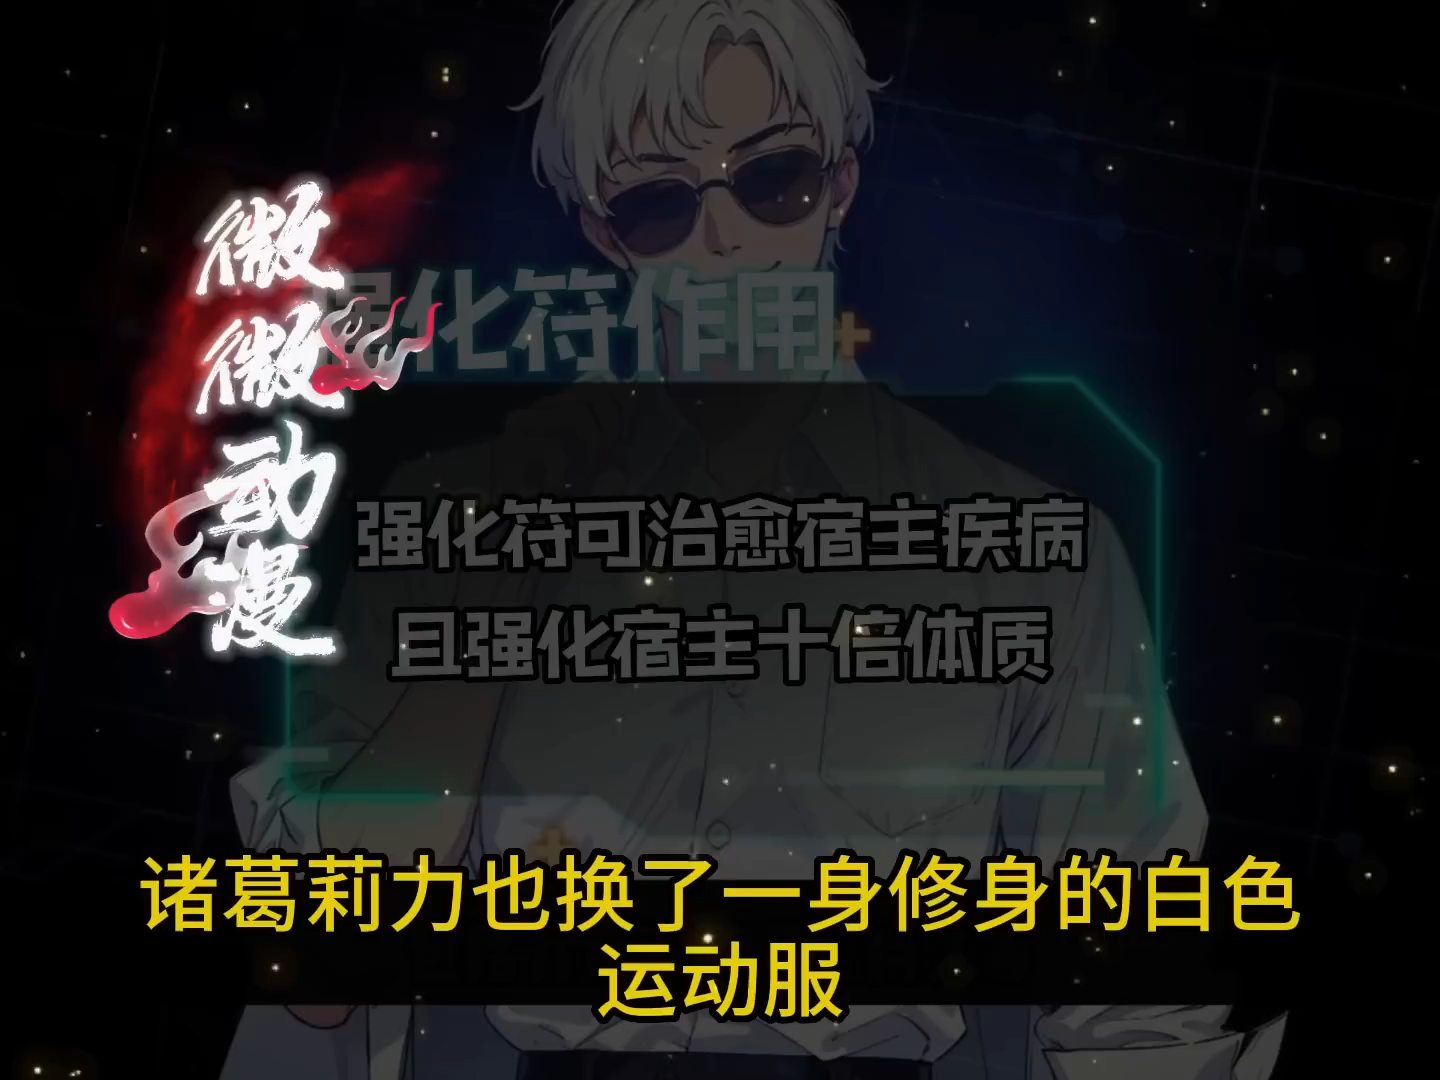 微微动漫
强化符作用
强化符可治愈宿主疾病
且强化宿主十倍体质
诸葛莉力也换了一身修身的白色
运动服